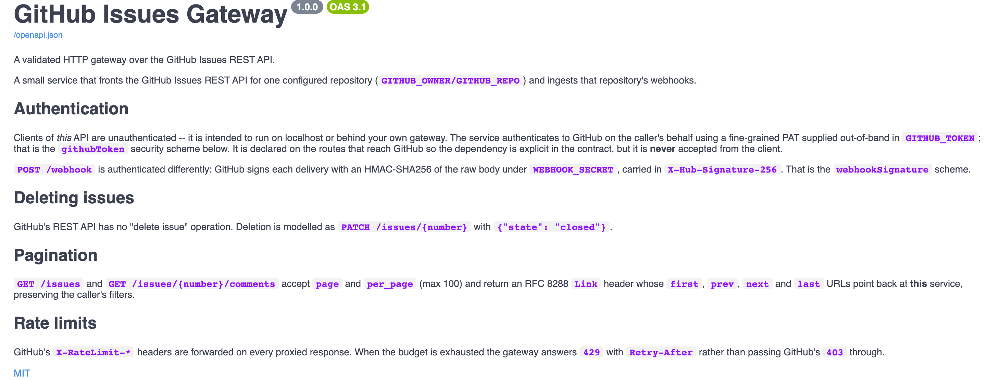 GitHub Issues Gateway 1.0.0 OAS 3.1
/openapi.json
A validated HTTP gateway over the GitHub Issues REST API.
A small service that fronts the GitHub Issues REST API for one configured repository ( GITHUB_OWNER/GITHUB_REPO ) and ingests that repository's webhooks.
Authentication
Clients of this API are unauthenticated -- it is intended to run on localhost or behind your own gateway. The service authenticates to GitHub on the caller's behalf using a fine-grained PAT supplied out-of-band in GITHUB_TOKEN ;
that is the githubToken security scheme below. It is declared on the routes that reach GitHub so the dependency is explicit in the contract, but it is never accepted from the client.
POST /webhook is authenticated differently: GitHub signs each delivery with an HMAC-SHA256 of the raw body under WEBHOOK_SECRET , carried in X-Hub-Signature-256 . That is the webhookSignature scheme.
Deleting issues
GitHub's REST API has no "delete issue" operation. Deletion is modelled as PATCH /issues/{number} with {"state": "closed"} .
Pagination
GET /issues and GET /issues/{number}/comments accept page and per_page (max 100) and return an RFC 8288 Link header whose first , prev , next and last URLs point back at this service,
preserving the caller's filters.
Rate limits
GitHub's X-RateLimit-* headers are forwarded on every proxied response. When the budget is exhausted the gateway answers 429 with Retry-After rather than passing GitHub's 403 through.
MIT